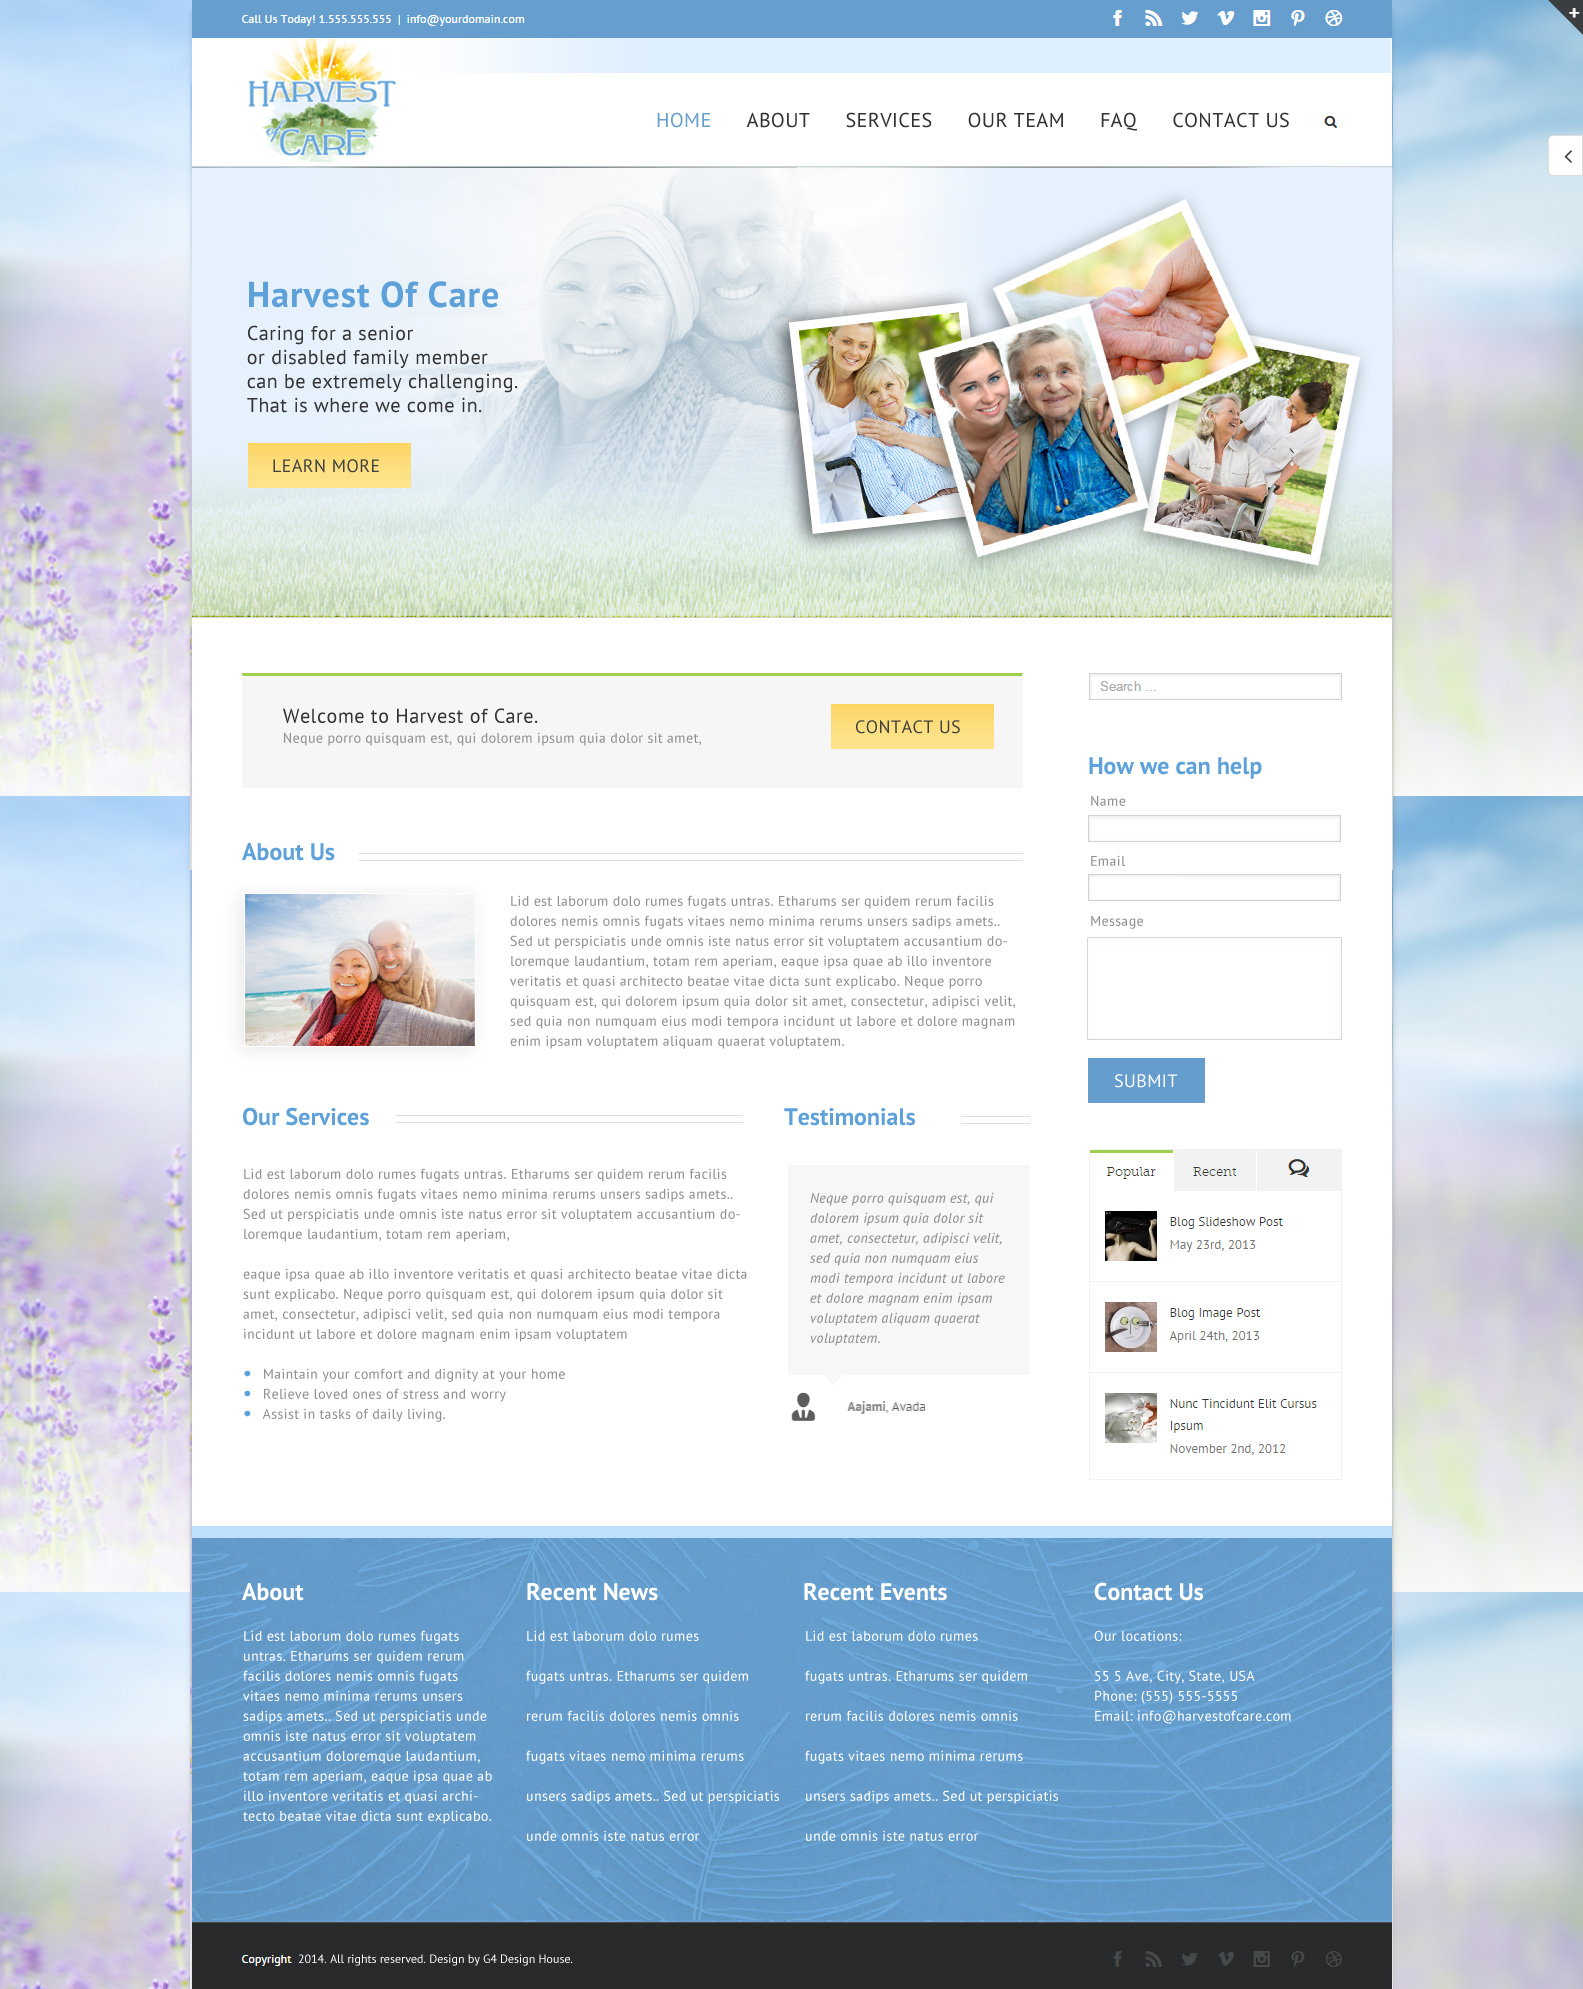 Call Us Today! 1.555.555.555 | info@yourdomain.com
HARVEST
of CARE
HOME ABOUT SERVICES OUR TEAM FAQ CONTACT US
Harvest Of Care
Caring for a senior
or disabled family member
can be extremely challenging.
That is where we come in.
LEARN MORE
Welcome to Harvest of Care.
Neque porro quisquam est, qui dolorem ipsum quia dolor sit amet,
CONTACT US
About Us
Lid est laborum dolo rumes fugats untras. Etharums ser quidem rerum facilis
dolores nemis omnis fugats vitaes nemo minima rerums unsers sadips amets..
Sed ut perspiciatis unde omnis iste natus error sit voluptatem accusantium do-
loremque laudantium, totam rem aperiam, eaque ipsa quae ab illo inventore
veritatis et quasi architecto beatae vitae dicta sunt explicabo. Neque porro
quisquam est, qui dolorem ipsum quia dolor sit amet, consectetur, adipisci velit,
sed quia non numquam eius modi tempora incidunt ut labore et dolore magnam
enim ipsam voluptatem aliquam quaerat voluptatem.
Our Services
Lid est laborum dolo rumes fugats untras. Etharums ser quidem rerum facilis
dolores nemis omnis fugats vitaes nemo minima rerums unsers sadips amets..
Sed ut perspiciatis unde omnis iste natus error sit voluptatem accusantium do-
loremque laudantium, totam rem aperiam,
eaque ipsa quae ab illo inventore veritatis et quasi architecto beatae vitae dicta
sunt explicabo. Neque porro quisquam est, qui dolorem ipsum quia dolor sit
amet, consectetur, adipisci velit, sed quia non numquam eius modi tempora
incidunt ut labore et dolore magnam enim ipsam voluptatem
• Maintain your comfort and dignity at your home
• Relieve loved ones of stress and worry
• Assist in tasks of daily living.
Testimonials
Neque porro quisquam est, qui
dolorem ipsum quia dolor sit
amet, consectetur, adipisci velit,
sed quia non numquam eius
modi tempora incidunt ut labore
et dolore magnam enim ipsam
voluptatem aliquam quaerat
voluptatem.
Aajami, Avada
Search ...
How we can help
Name
Email
Message
SUBMIT
Popular Recent
Blog Slideshow Post
May 23rd, 2013
Blog Image Post
April 24th, 2013
Nunc Tincidunt Elit Cursus
Ipsum
November 2nd, 2012
About
Lid est laborum dolo rumes fugats
untras. Etharums ser quidem rerum
facilis dolores nemis omnis fugats
vitaes nemo minima rerums unsers
sadips amets.. Sed ut perspiciatis unde
omnis iste natus error sit voluptatem
accusantium doloremque laudantium,
totam rem aperiam, eaque ipsa quae ab
illo inventore veritatis et quasi archi-
tecto beatae vitae dicta sunt explicabo.
Recent News
Lid est laborum dolo rumes
fugats untras. Etharums ser quidem
rerum facilis dolores nemis omnis
fugats vitaes nemo minima rerums
unsers sadips amets.. Sed ut perspiciatis
unde omnis iste natus error
Recent Events
Lid est laborum dolo rumes
fugats untras. Etharums ser quidem
rerum facilis dolores nemis omnis
fugats vitaes nemo minima rerums
unsers sadips amets.. Sed ut perspiciatis
unde omnis iste natus error
Contact Us
Our locations:
55 5 Ave, City, State, USA
Phone: (555) 555-5555
Email: info@harvestofcare.com
Copyright 2014. All rights reserved. Design by G4 Design House.